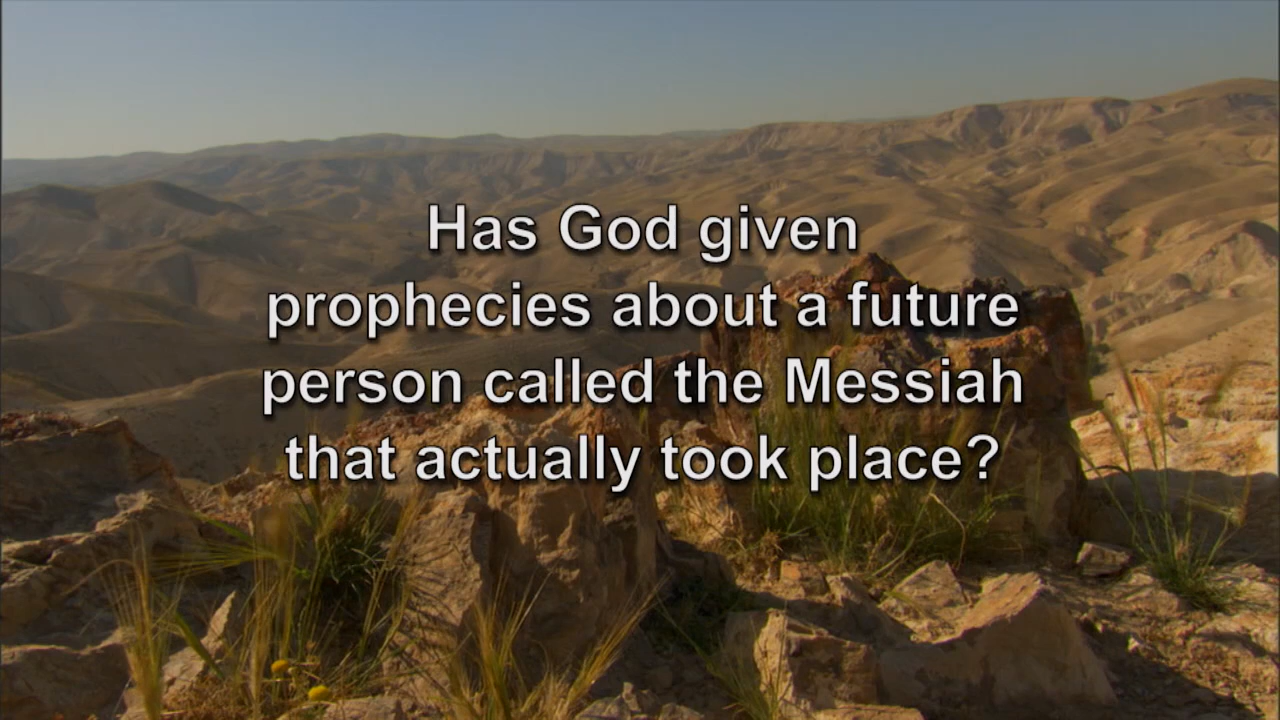 Has God given
prophecies about a future
person called the Messiah
that actually took place?